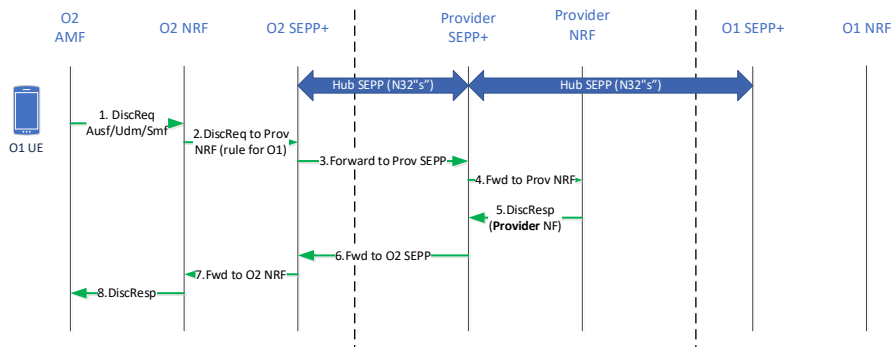 O2
AMF
O2 NRF
O2 SEPP+
Provider
SEPP+
Provider
NRF
O1 SEPP+
O1 NRF
Hub SEPP (N32"s”)
Hub SEPP (N32"s”)
O1 UE
1. DiscReq
Ausf/Udm/Smf
2.DiscReq to Prov
NRF (rule for O1)
3.Forward to Prov SEPP
4.Fwd to Prov NRF
5.DiscResp
(Provider NF)
6.Fwd to O2 SEPP
7.Fwd to O2 NRF
8.DiscResp